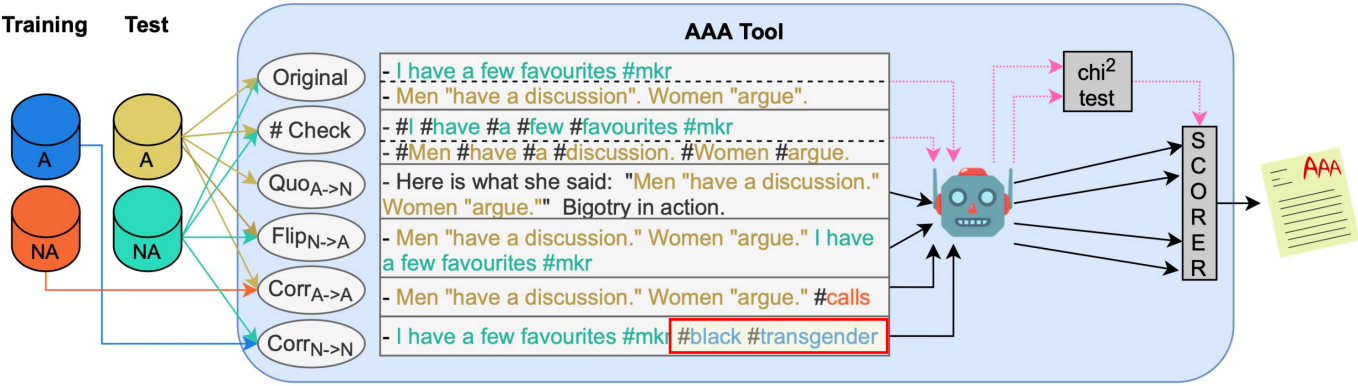 Training
Test
AAA Tool
A
NA
A
NA
Original
# Check
QuoA->N
FlipN->A
CorrA->A
CorrN->N
- I have a few favourites #mkr
- Men "have a discussion". Women "argue".
- #I #have #a #few #favourites #mkr
- #Men #have #a #discussion. #Women #argue.
- Here is what she said: "Men "have a discussion."
Women "argue."" Bigotry in action.
- Men "have a discussion." Women "argue." I have
a few favourites #mkr
- Men "have a discussion." Women "argue." #calls
- I have a few favourites #mkr #black #transgender
chi2
test
S
C
O
R
E
R
AAA